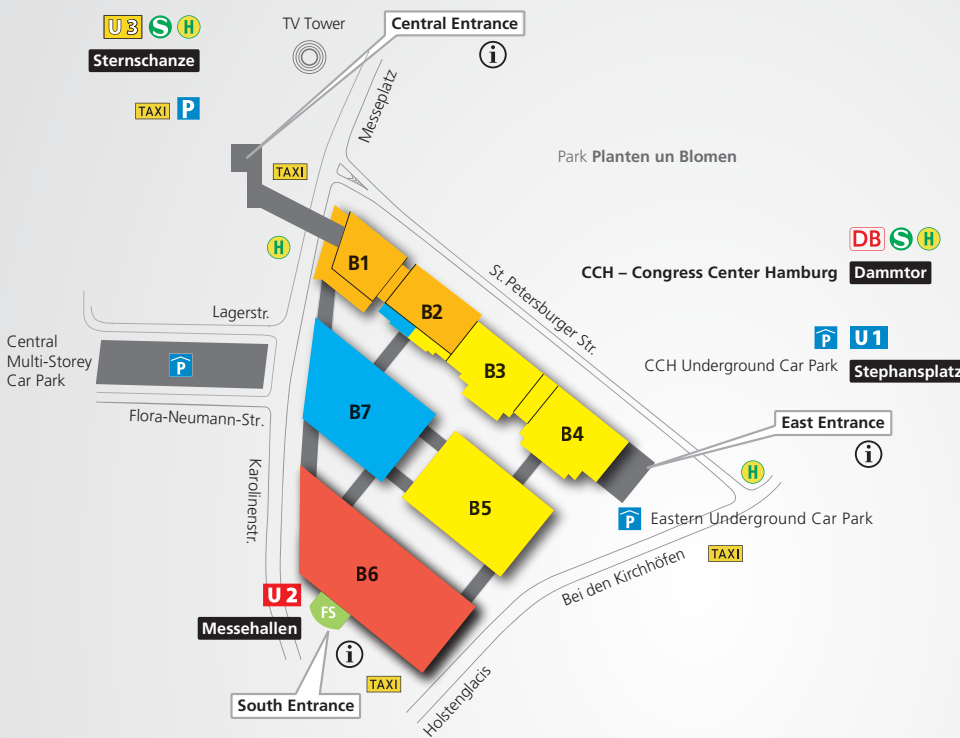 U 3 S H
Sternschanze
TAXI P
TV Tower
Central Entrance
i
Messeplatz
TAXI
Park Planten un Blomen
H
DB S H
CCH – Congress Center Hamburg Dammtor
St. Petersburger Str.
Lagerstr.
Central
Multi-Storey
Car Park
P
Flora-Neumann-Str.
P U 1
CCH Underground Car Park Stephansplatz
B1
B2
B3
B4
B7
B5
B6
East Entrance
i
H
P Eastern Underground Car Park
TAXI
Bei den Kirchhöfen
Karolinenstr.
U 2
Messehallen
FS
i
TAXI
South Entrance
Holstenglacis